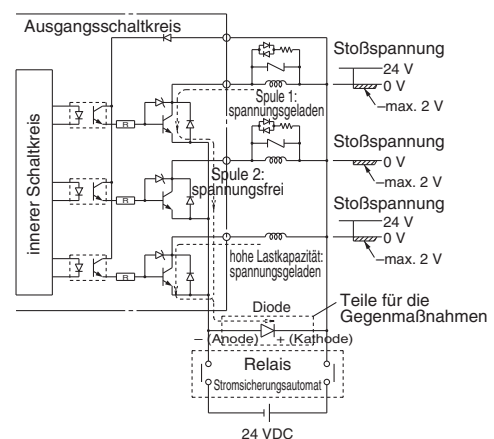 Ausgangsschaltkreis
innerer Schaltkreis
R
R
R
Spule 1:
spannungsgeladen
Spule 2:
spannungsfrei
hohe Lastkapazität:
spannungsgeladen
Stoßspannung
24 V
0 V
–max. 2 V
Stoßspannung
0 V
–max. 2 V
Stoßspannung
24 V
0 V
–max. 2 V
Diode
Teile für die
Gegenmaßnahmen
– (Anode) + (Kathode)
Relais
Stromsicherungsautomat
24 VDC